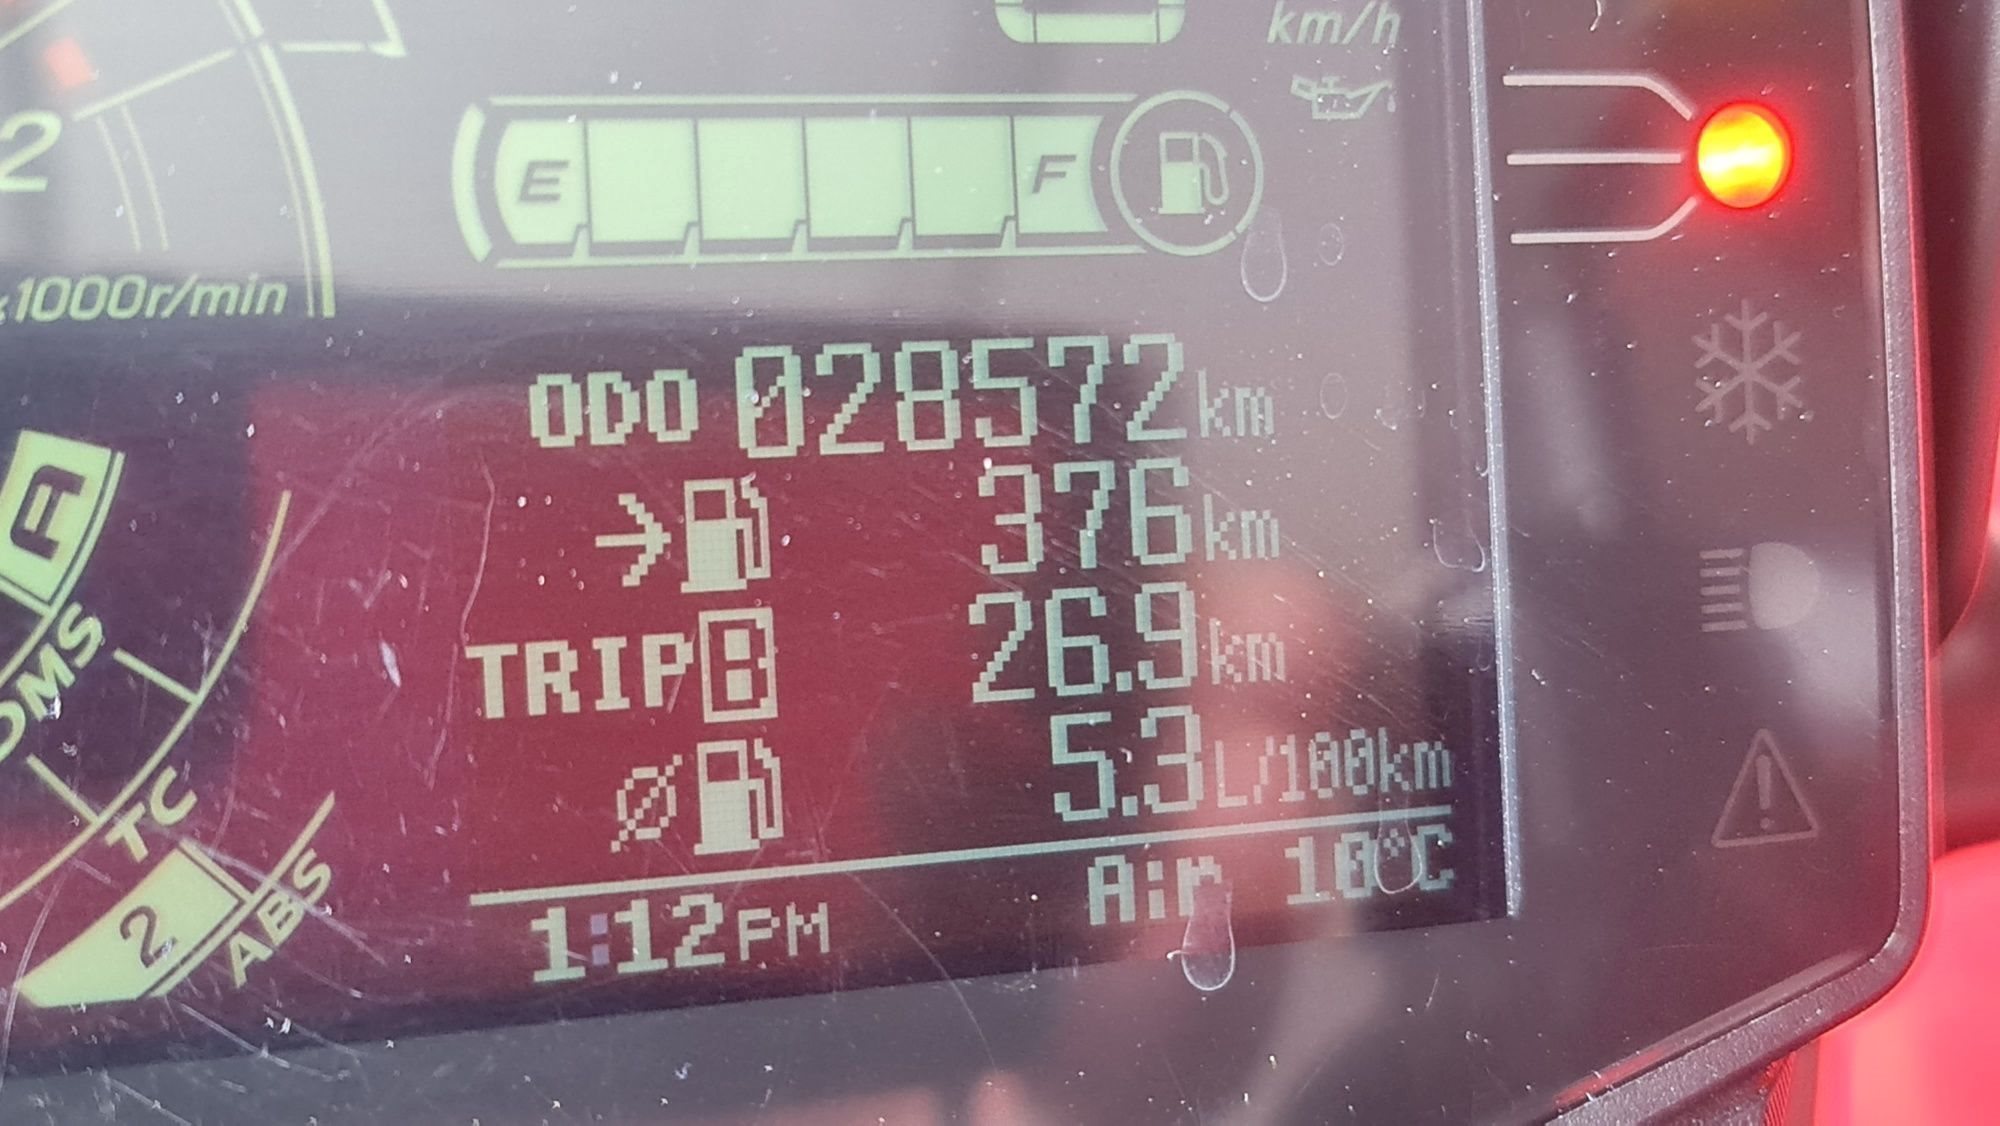 km/h
E F
2
x1000r/min
ODO 028572 km
376 km
A
TRIP B 26.9 km
DMS
5.3 L/100km
TC
2
ABS
Air 10°C
1:12 PM